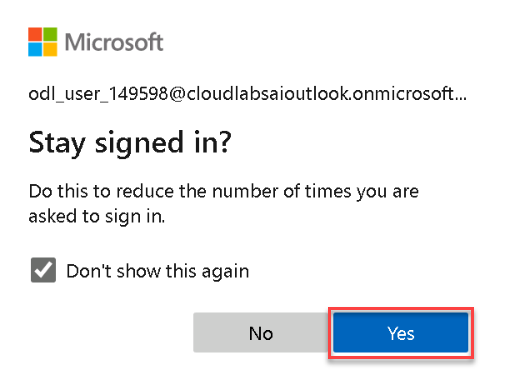 Microsoft
odl_user_149598@cloudlabsaioutlook.onmicrosoft...
Stay signed in?
Do this to reduce the number of times you are
asked to sign in.
Don't show this again
No
Yes